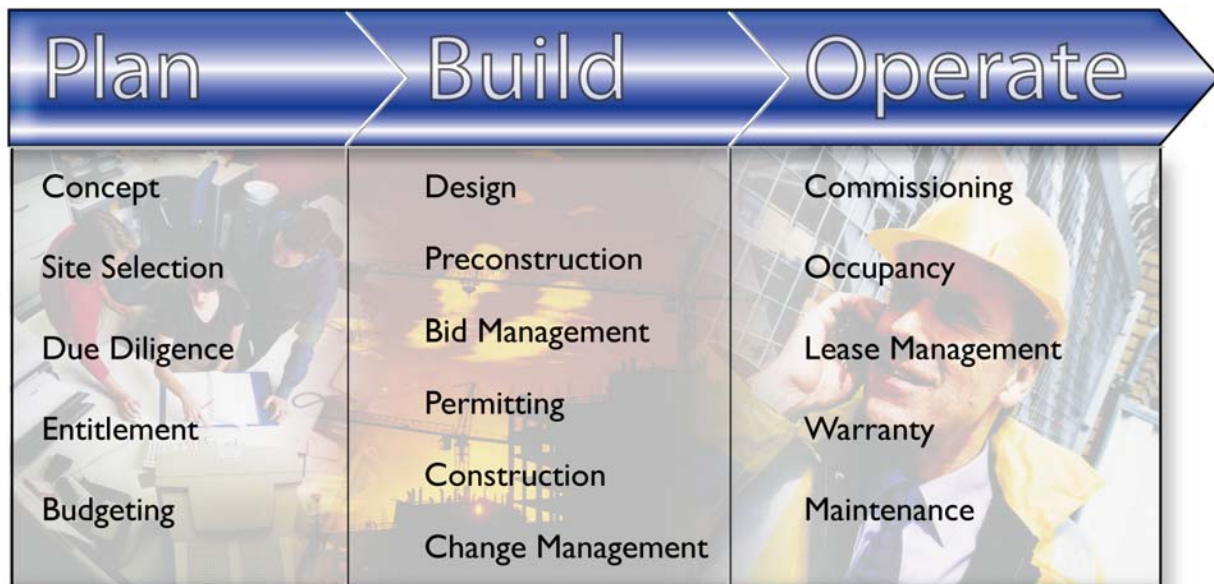 Plan
Build
Operate
Concept
Site Selection
Due Diligence
Entitlement
Budgeting
Design
Preconstruction
Bid Management
Permitting
Construction
Change Management
Commissioning
Occupancy
Lease Management
Warranty
Maintenance